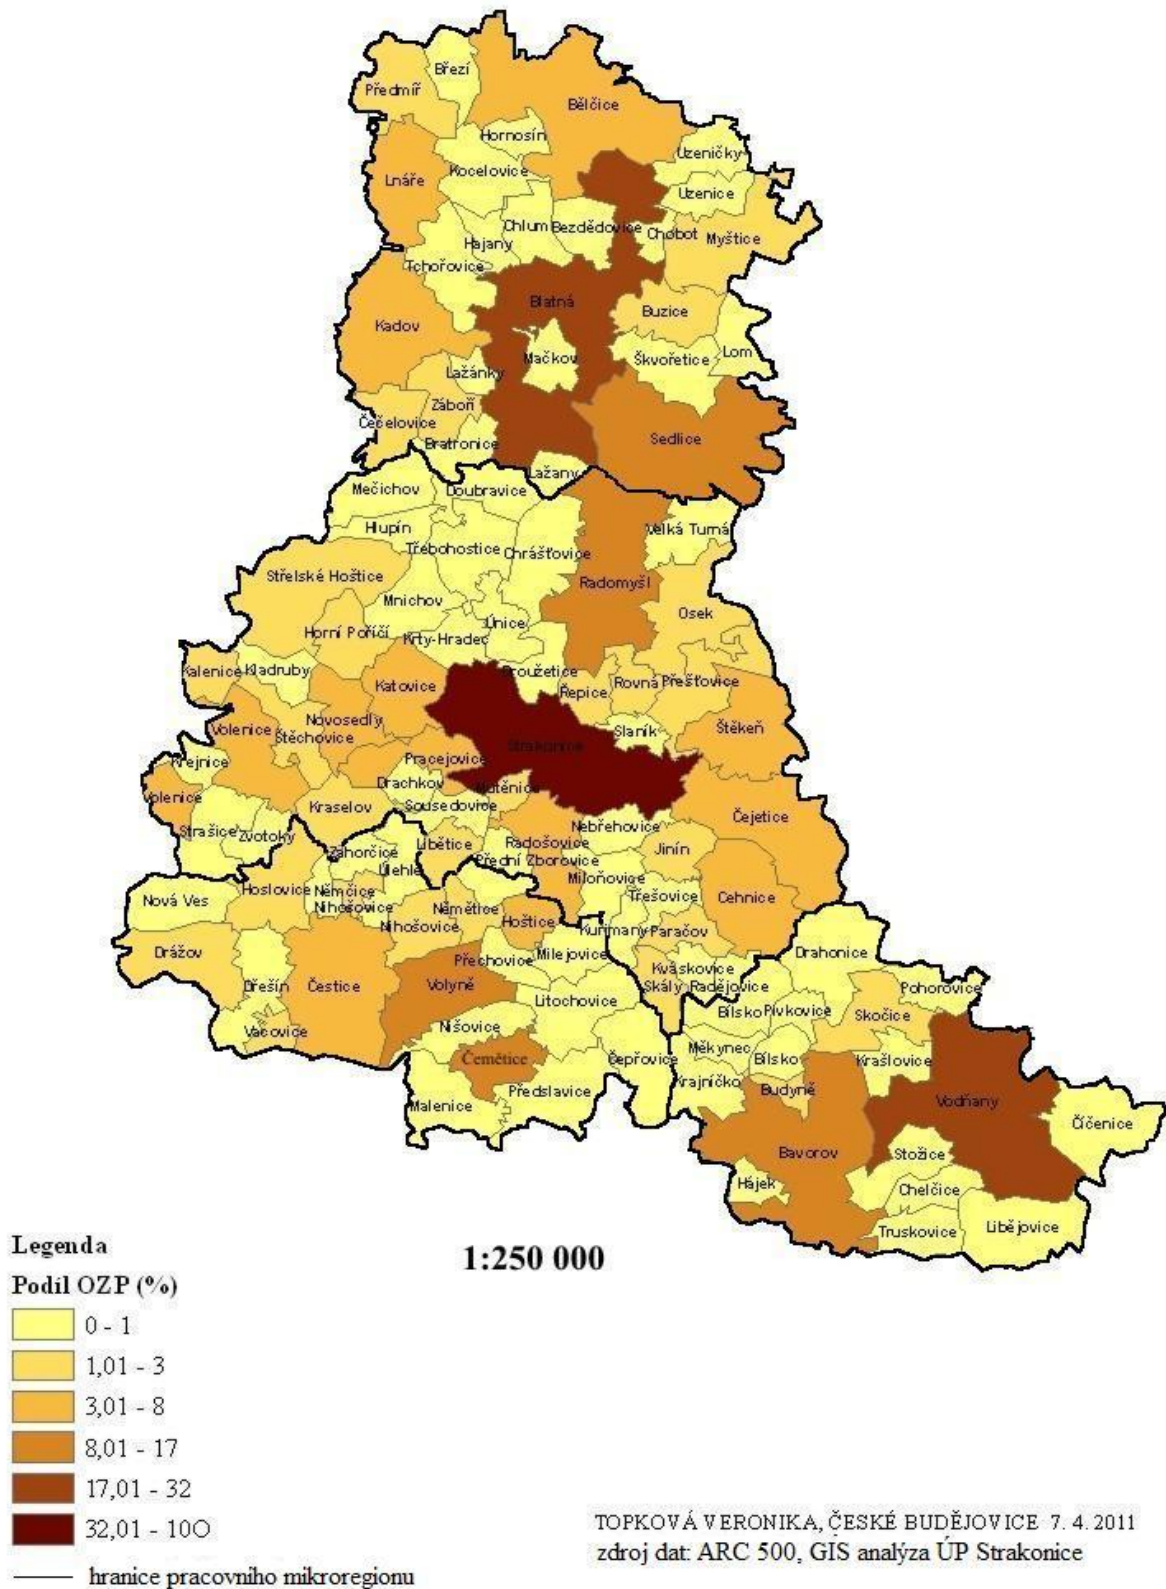 Březí
Předmíř
Bělčice
Hornosín
Uzeničky
Kocelovice
Lnáře
Uzenice
Chlum
Bezdědovice
Chobot
Myštice
Hajany
Tchořovice
Blatná
Buzice
Kadov
Mačkov
Škvořetice
Lom
Lažánky
Záboří
Čečelovice
Bratronice
Sedlice
Lažany
Mečichov
Doubravice
Hlupín
Velká Turná
Třebohostice
Chrášťovice
Střelské Hoštice
Radomyšl
Mnichov
Osek
Únice
Horní Poříčí
Krty-Hradec
Kalenice
Kladruby
Droužetice
Katovice
Řepice
Rovná
Přešťovice
Volenice
Novosedly
Štěchovice
Slaník
Štěkeň
Strakonice
Krejnice
Pracejovice
Drachkov
Mutěnice
Volenice
Kraselov
Sousedovice
Čejetice
Strašice
Zvotoky
Nebřehovice
Radošovice
Libětice
Jinín
Zahorčice
Přední Zborovice
Úlehle
Hoslovice
Miloňovice
Němčice
Třešovice
Cehnice
Nová Ves
Nihošovice
Němětice
Hoštice
Nihošovice
Kuřimany
Paračov
Drážov
Přechovice
Milejovice
Drahonice
Kváskovice
Dřešín
Čestice
Volyně
Skály
Radějovice
Pohorovice
Litochovice
Bílsko
Pivkovice
Skočice
Vacovice
Nišovice
Měkynec
Čemětice
Čepřovice
Bílsko
Krašlovice
Krajníčko
Budyně
Předslavice
Malenice
Vodňany
Číčenice
Bavorov
Stožice
Hájek
Chelčice
Truskovice
Libějovice
Legenda
1:250 000
Podíl OZP (%)
0 - 1
1,01 - 3
3,01 - 8
8,01 - 17
17,01 - 32
32,01 - 100
TOPKOVÁ VERONIKA, ČESKÉ BUDĚJOVICE 7. 4. 2011
zdroj dat: ARC 500, GIS analýza ÚP Strakonice
hranice pracovního mikroregionu